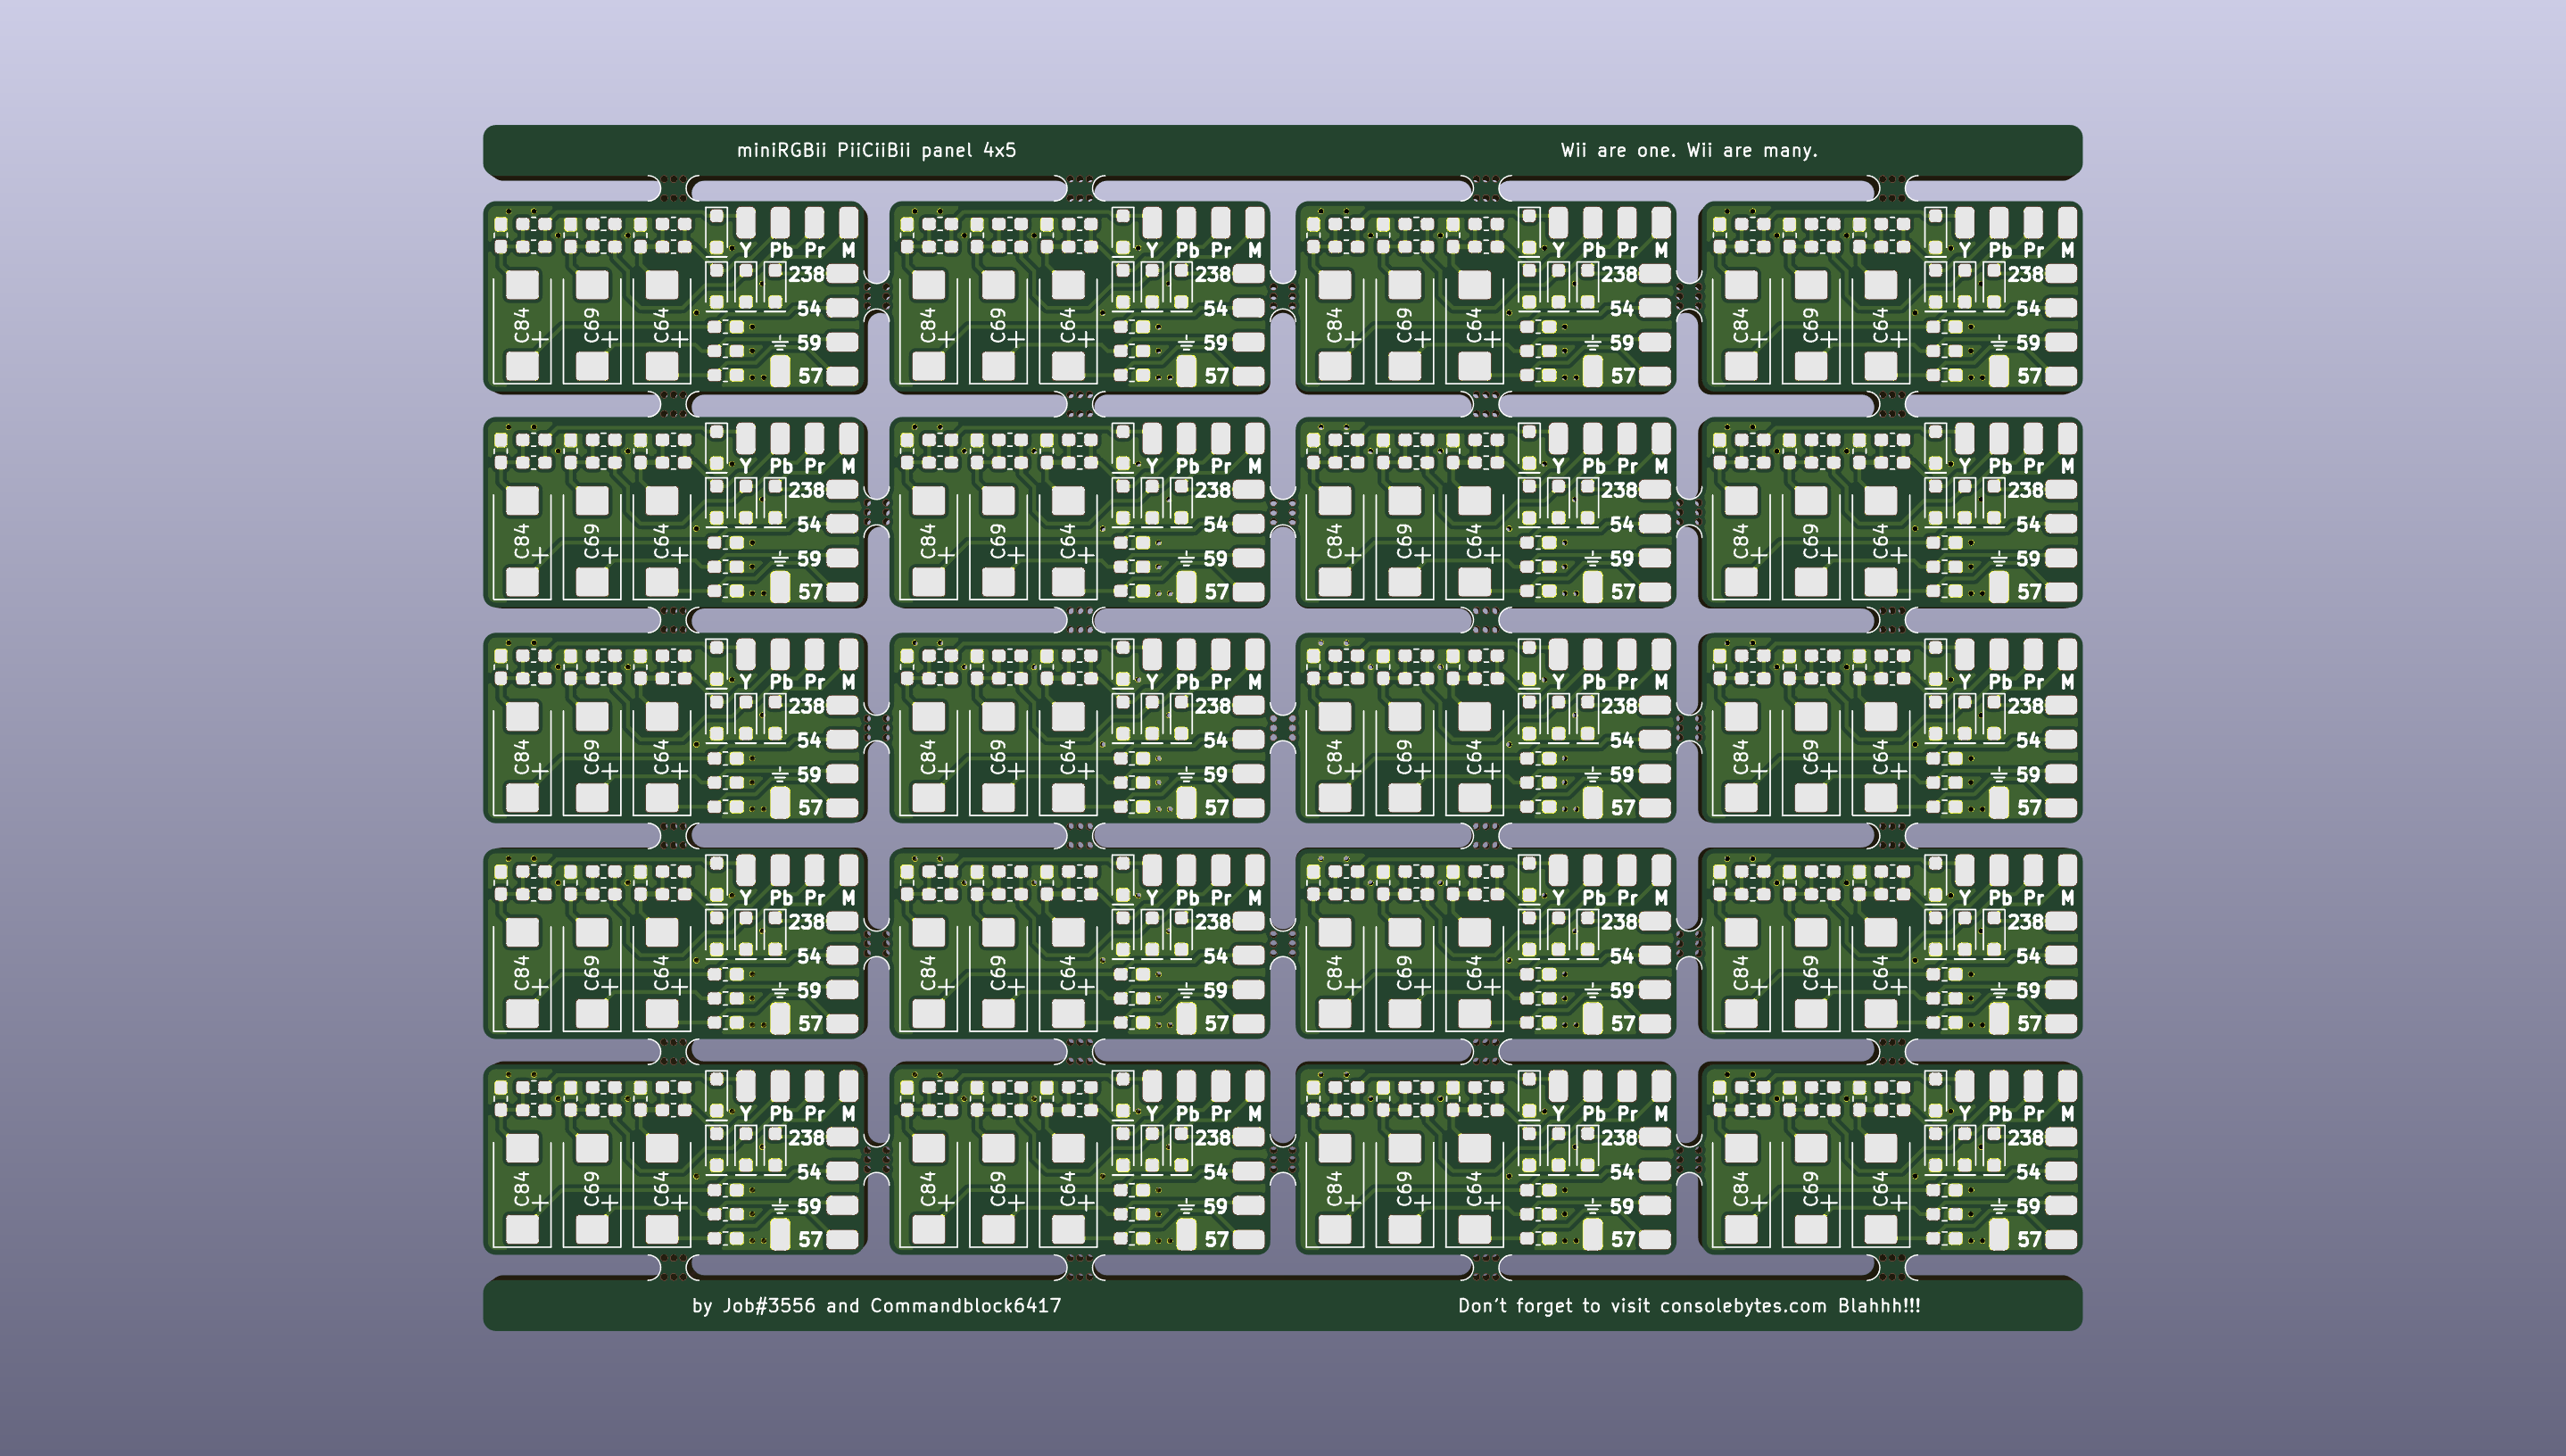 miniRGBii PiiCiiBii panel 4x5
Wii are one. Wii are many.
Y Pb Pr M
238
54
C84 C69 C64
59
57
Y Pb Pr M
238
54
C84 C69 C64
59
57
Y Pb Pr M
238
54
C84 C69 C64
59
57
Y Pb Pr M
238
54
C84 C69 C64
59
57
Y Pb Pr M
238
54
C84 C69 C64
59
57
Y Pb Pr M
238
54
C84 C69 C64
59
57
Y Pb Pr M
238
54
C84 C69 C64
59
57
Y Pb Pr M
238
54
C84 C69 C64
59
57
Y Pb Pr M
238
54
C84 C69 C64
59
57
Y Pb Pr M
238
54
C84 C69 C64
59
57
Y Pb Pr M
238
54
C84 C69 C64
59
57
Y Pb Pr M
238
54
C84 C69 C64
59
57
Y Pb Pr M
238
54
C84 C69 C64
59
57
Y Pb Pr M
238
54
C84 C69 C64
59
57
Y Pb Pr M
238
54
C84 C69 C64
59
57
Y Pb Pr M
238
54
C84 C69 C64
59
57
Y Pb Pr M
238
54
C84 C69 C64
59
57
Y Pb Pr M
238
54
C84 C69 C64
59
57
Y Pb Pr M
238
54
C84 C69 C64
59
57
Y Pb Pr M
238
54
C84 C69 C64
59
57
by Job#3556 and Commandblock6417
Don't forget to visit consolebytes.com Blahhh!!!